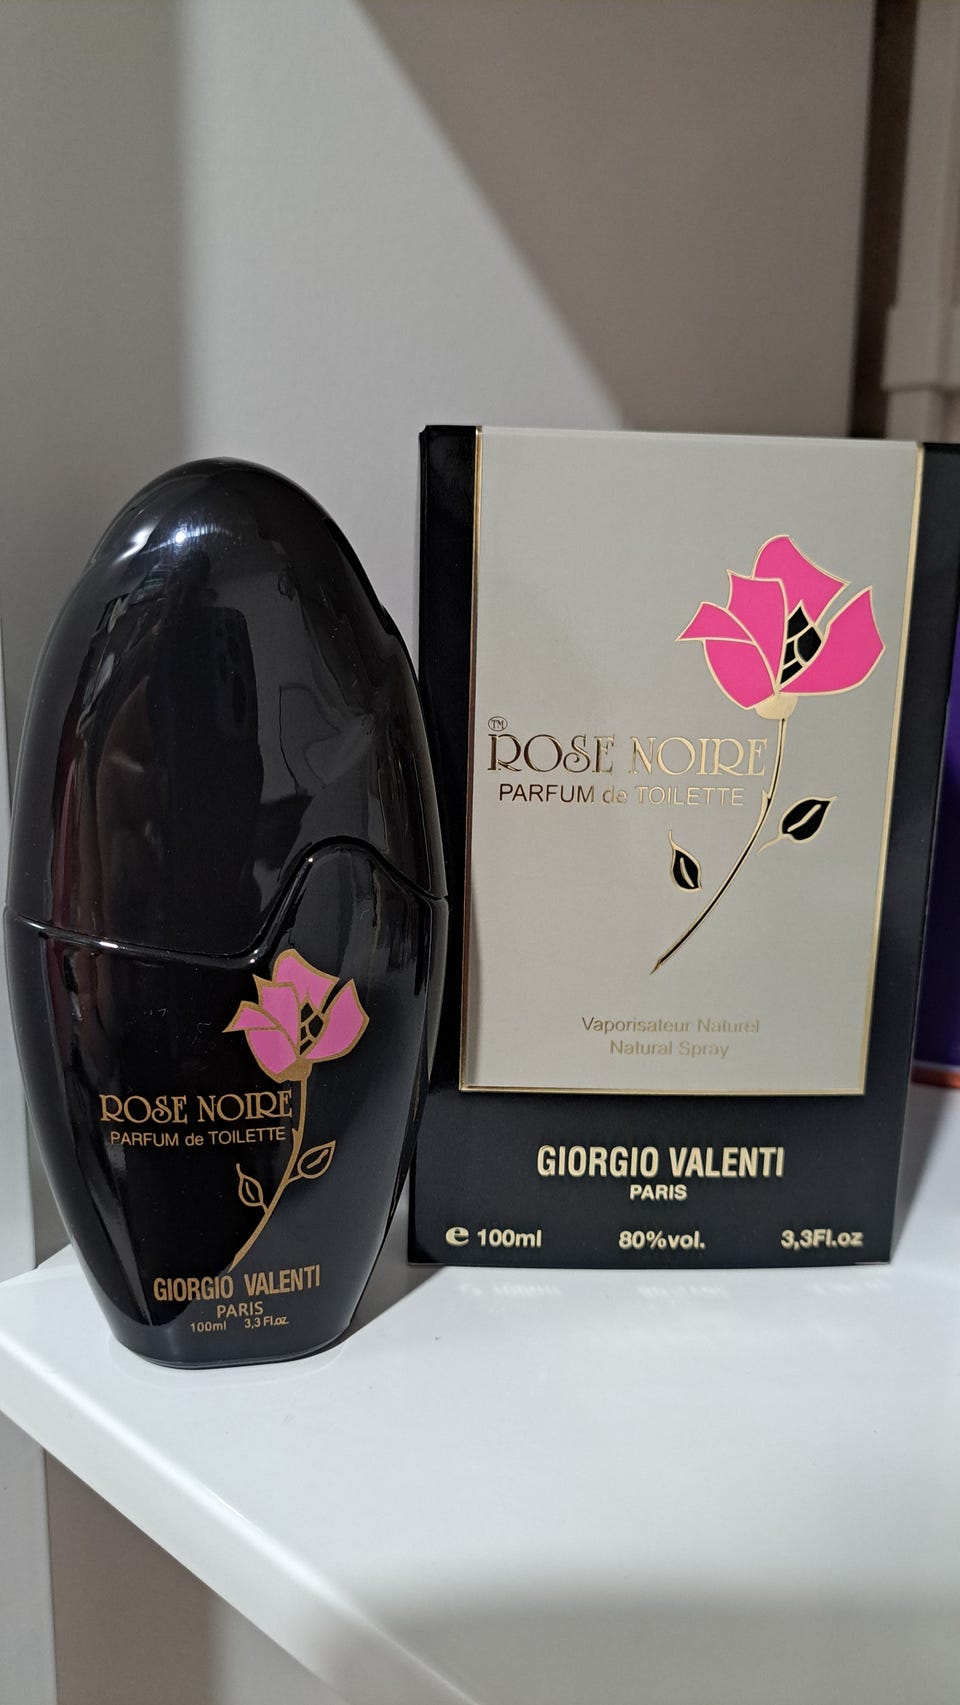 ROSE NOIRE
PARFUM de TOILETTE
GIORGIO VALENTI
PARIS
100ml 3,3 Fl.oz
TM
ROSE NOIRE
PARFUM de TOILETTE
Vaporisateur Naturel
Natural Spray
GIORGIO VALENTI
PARIS
e 100ml 80%vol. 3,3Fl.oz